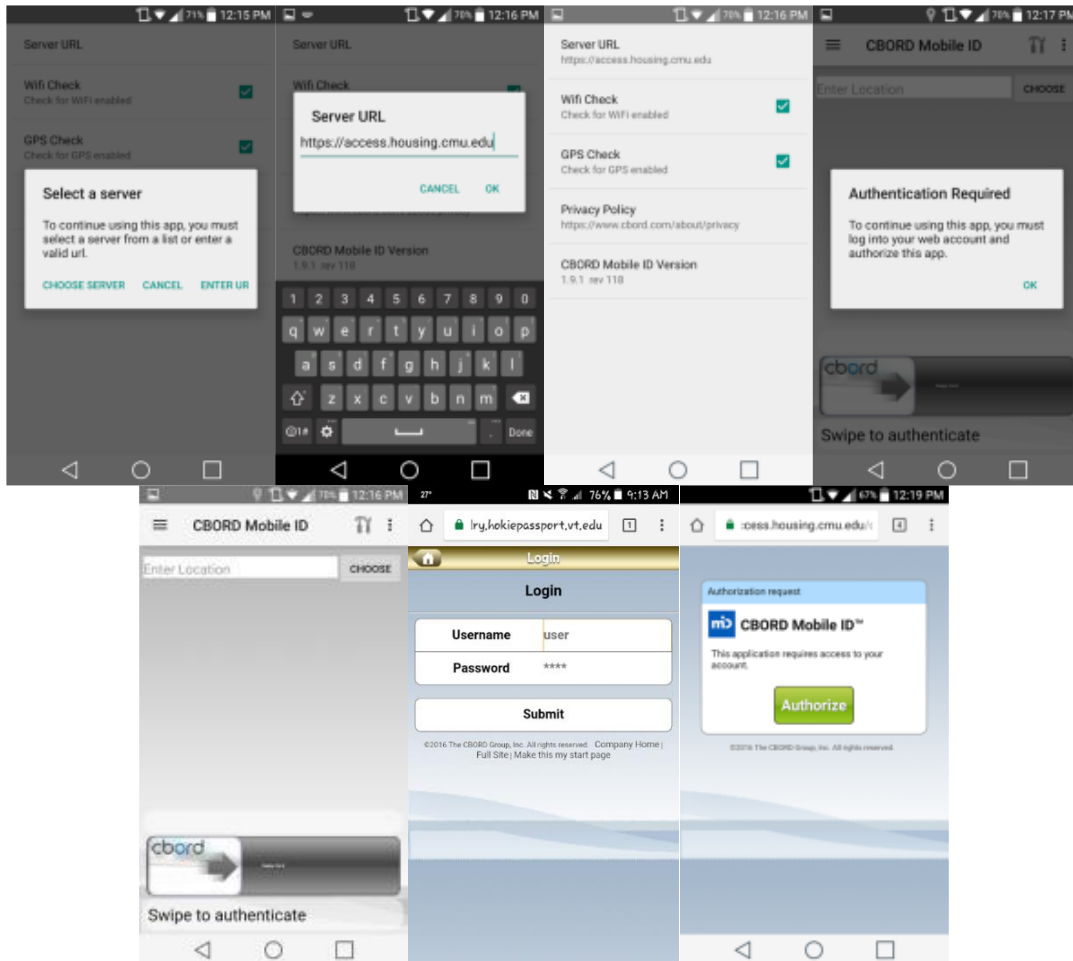 71% 12:15 PM
Server URL
Wifi Check
Check for WiFi enabled
GPS Check
Check for GPS enabled
Select a server
To continue using this app, you must
select a server from a list or enter a
valid url.
CHOOSE SERVER CANCEL ENTER UR
70% 12:16 PM
Server URL
Wifi Check
Server URL
https://access.housing.cmu.edu
CANCEL OK
CBORD Mobile ID Version
1.9.1 rev 118
1 2 3 4 5 6 7 8 9 0
q w e r t y u i o p
a s d f g h j k l
z x c v b n m
☺1# . Done
70% 12:16 PM
Server URL
https://access.housing.cmu.edu
Wifi Check
Check for WiFi enabled
GPS Check
Check for GPS enabled
Privacy Policy
https://www.cbord.com/about/privacy
CBORD Mobile ID Version
1.9.1 rev 118
70% 12:17 PM
CBORD Mobile ID
Enter Location CHOOSE
Authentication Required
To continue using this app, you must
log into your web account and
authorize this app.
OK
cbord
Swipe to authenticate
70% 12:16 PM
CBORD Mobile ID
Enter Location CHOOSE
cbord
Swipe to authenticate
27° 76% 9:13 AM
lry.hokiepassport.vt.edu 1
Login
Login
Username user
Password ****
Submit
©2016 The CBORD Group, Inc. All rights reserved. Company Home |
Full Site | Make this my start page
67% 12:19 PM
cess.housing.cmu.edu/c 4
Authorization request
mID CBORD Mobile ID™
This application requires access to your
account.
Authorize
©2016 The CBORD Group, Inc. All rights reserved.